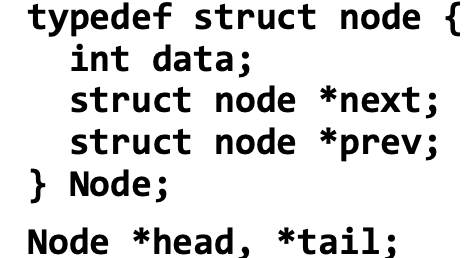 typedef struct node {
  int data;
  struct node *next;
  struct node *prev;
} Node;
Node *head, *tail;